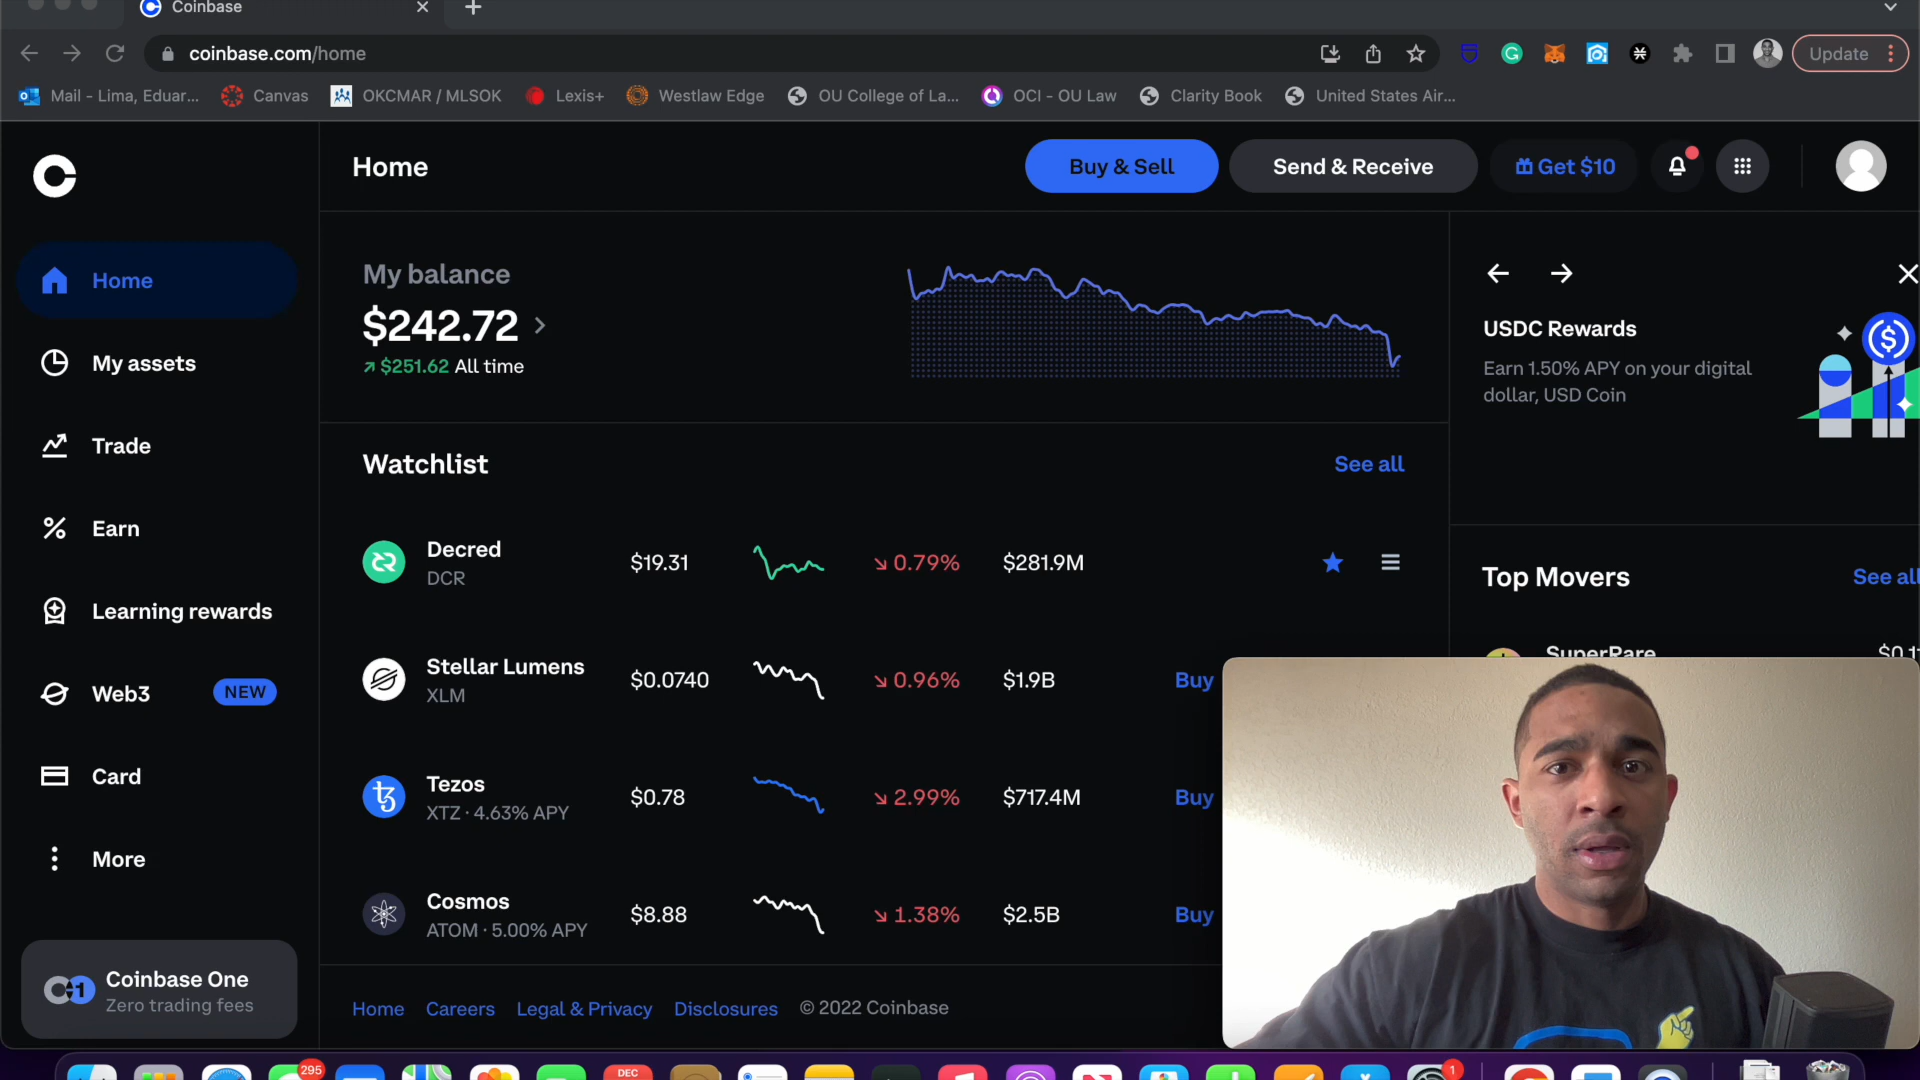 Coinbase
coinbase.com/home
Update
Mail - Lima, Eduar...
Canvas
OKCMAR / MLSOK
Lexis+
Westlaw Edge
OU College of La...
OCI - OU Law
Clarity Book
United States Air...
Home
Buy & Sell
Send & Receive
Get $10
Home
My assets
Trade
Earn
Learning rewards
Web3
NEW
Card
More
Coinbase One
Zero trading fees
My balance
$242.72
$251.62 All time
Watchlist
See all
Decred
DCR
$19.31
0.79%
$281.9M
Stellar Lumens
XLM
$0.0740
0.96%
$1.9B
Buy
Tezos
XTZ · 4.63% APY
$0.78
2.99%
$717.4M
Buy
Cosmos
ATOM · 5.00% APY
$8.88
1.38%
$2.5B
Buy
Home
Careers
Legal & Privacy
Disclosures
© 2022 Coinbase
USDC Rewards
Earn 1.50% APY on your digital
dollar, USD Coin
Top Movers
See all
SuperRare
295
DEC
1